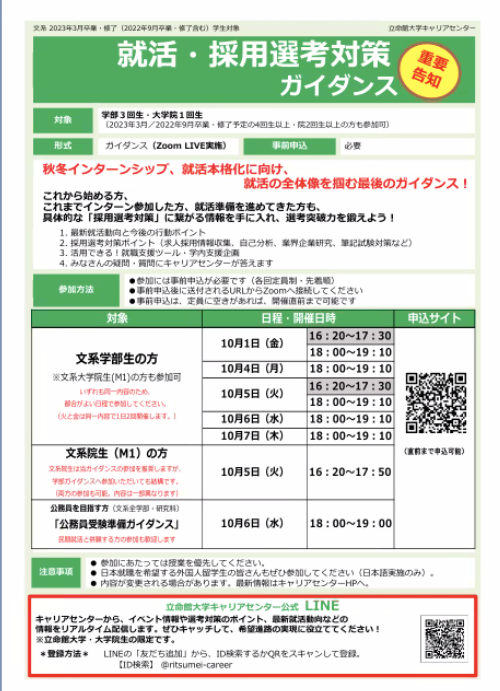 文系 2023年3月卒業・修了（2022年9月卒業・修了含む）学生対象
立命館大学キャリアセンター
就活・採用選考対策
ガイダンス
重要
告知
対象
学部３回生・大学院１回生
（2023年3月／2022年9月卒業・修了予定の4回生以上・院2回生以上の方も参加可）
形式
ガイダンス（Zoom LIVE実施）
事前申込
必要
秋冬インターンシップ、就活本格化に向け、
就活の全体像を掴む最後のガイダンス！
これから始める方、
これまでインターン参加した方、就活準備を進めてきた方も、
具体的な「採用選考対策」に繋がる情報を手に入れ、選考突破力を鍛えよう！
1. 最新就活動向と今後の行動ポイント
2. 採用選考対策ポイント（求人採用情報収集、自己分析、業界企業研究、筆記試験対策など）
3. 活用できる！就職支援ツール・学内支援企画
4. みなさんの疑問・質問にキャリアセンターが答えます
参加方法
●参加には事前申込が必要です（各回定員制・先着順）
●事前申込後に送付されるURLからZoomへ接続してください
●事前申込は、定員に空きがあれば、開催直前まで可能です
対象
日程・開催日時
申込サイト
文系学部生の方
※文系大学院生(M1)の方も参加可
いずれも同一内容のため、
都合がよい日程で参加してください。
（火と金は同一内容で1日2回開催します。）
10月1日（金）
16：20～17：30
18：00～19：10
10月4日（月）
18：00～19：10
10月5日（火）
16：20～17：30
18：00～19：10
10月6日（水）
18：00～19：10
10月7日（木）
18：00～19：10
（直前まで申込可能）
文系院生（M1）の方
文系院生は当ガイダンスの参加を推奨しますが、
学部ガイダンスへ参加いただいても結構です。
（両方の参加も可能。内容は一部異なります）
10月5日（火）
16：20～17：50
公務員を目指す方（文系全学部・研究科）
「公務員受験準備ガイダンス」
民間就活と併願する方の参加も歓迎します
10月6日（水）
18：00～19：00
注意事項
● 参加にあたっては授業を優先してください。
● 日本就職を希望する外国人留学生の皆さんもぜひ参加してください（日本語実施のみ）。
● 内容が変更される場合があります。最新情報はキャリアセンターHPへ。
立命館大学キャリアセンター公式 LINE
キャリアセンターから、イベント情報や選考対策のポイント、最新就活動向などの
情報をリアルタイム配信します。ぜひキャッチして、希望進路の実現に役立ててください！
※立命館大学・大学院生の限定です。
＊登録方法＊ LINEの「友だち追加」から、ID検索するかQRをスキャンして登録。
【ID検索】 @ritsumei-career